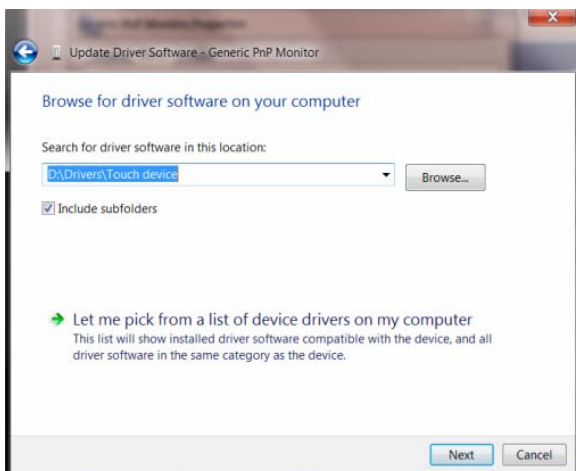 Update Driver Software - Generic PnP Monitor
Browse for driver software on your computer
Search for driver software in this location:
D:\Drivers\Touch device
Browse...
Include subfolders
Let me pick from a list of device drivers on my computer
This list will show installed driver software compatible with the device, and all
driver software in the same category as the device.
Next
Cancel